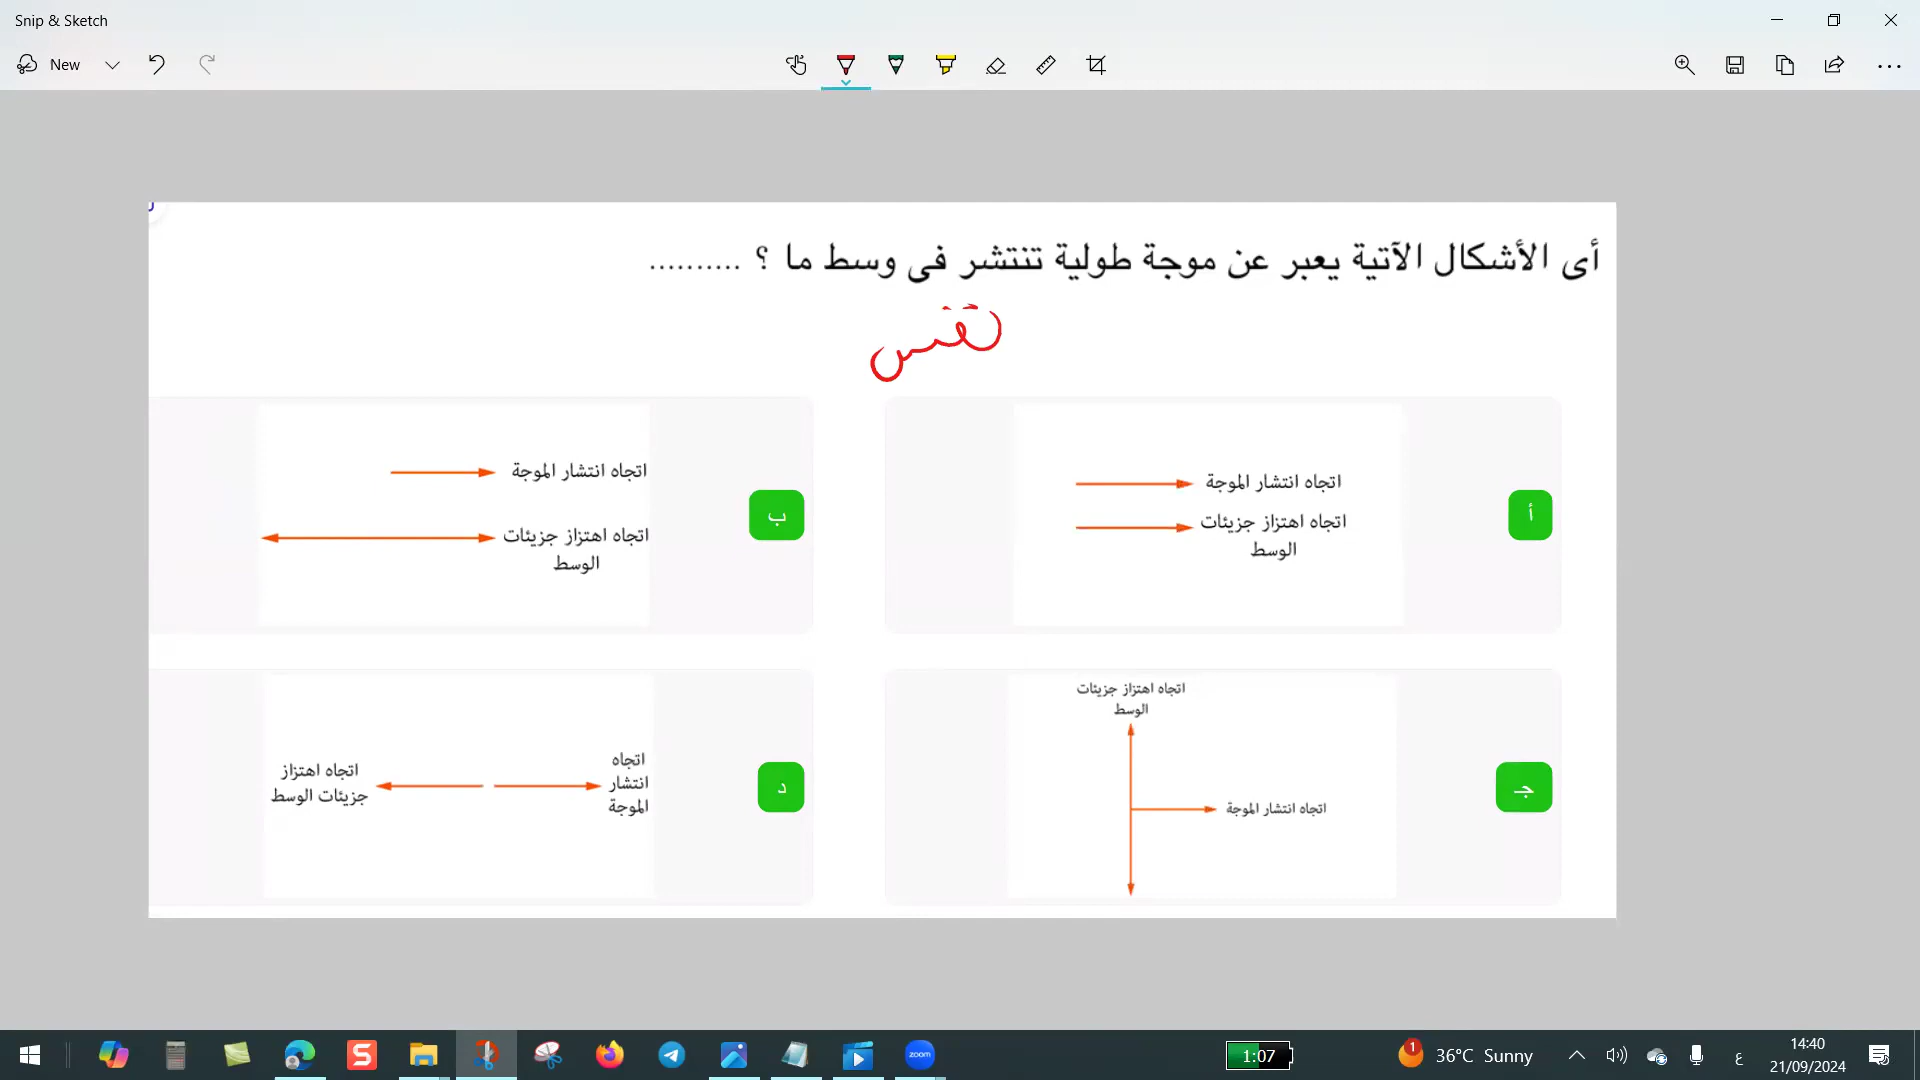 Snip & Sketch
New
أى الأشكال الآتية يعبر عن موجة طولية تنتشر فى وسط ما ؟ ..........
أ
اتجاه انتشار الموجة
اتجاه اهتزاز جزيئات
الوسط
ب
اتجاه انتشار الموجة
اتجاه اهتزاز جزيئات
الوسط
جـ
اتجاه اهتزاز جزيئات
الوسط
اتجاه انتشار الموجة
د
اتجاه
انتشار
الموجة
اتجاه اهتزاز
جزيئات الوسط
S
zoom
1:07
1
36°C Sunny
ع
14:40
21/09/2024